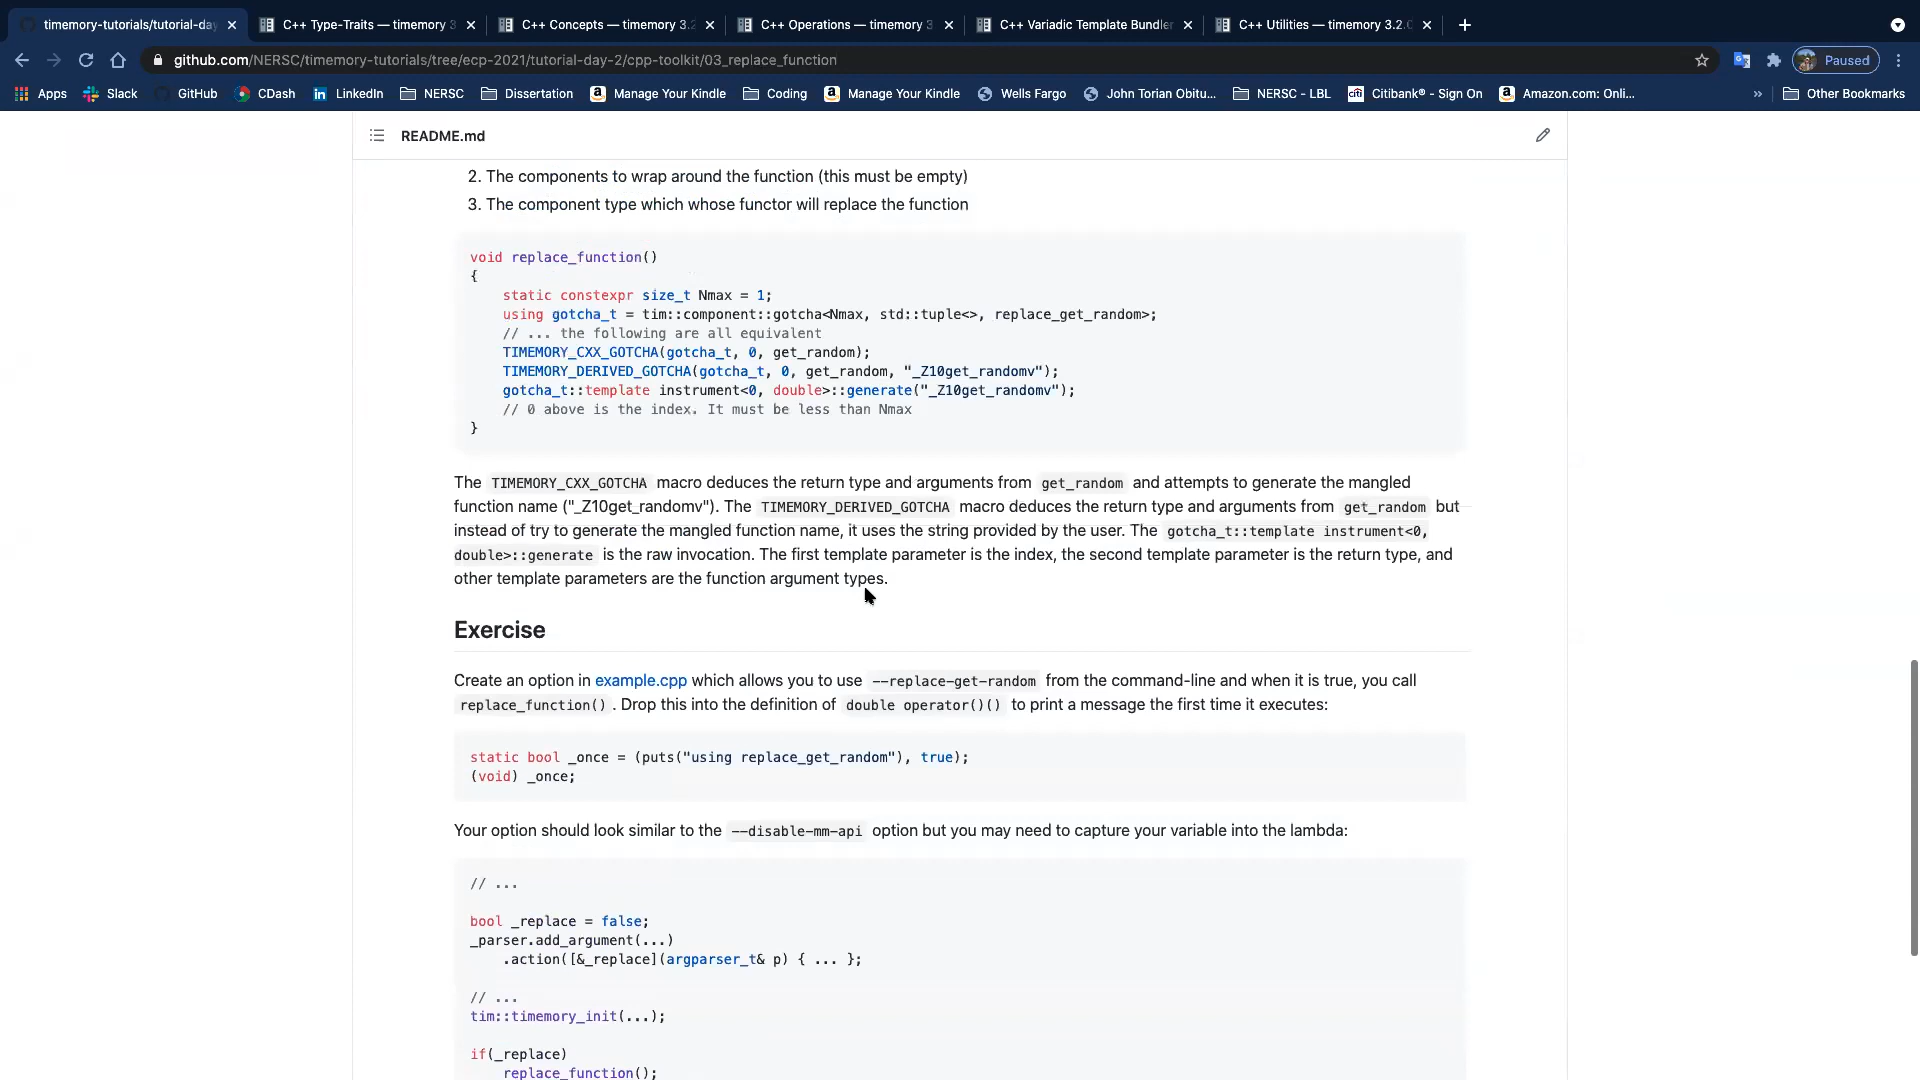 timemory-tutorials/tutorial-day
C++ Type-Traits — timemory 3
C++ Concepts — timemory 3.2
C++ Operations — timemory 3
C++ Variadic Template Bundler
C++ Utilities — timemory 3.2.0
github.com/NERSC/timemory-tutorials/tree/ecp-2021/tutorial-day-2/cpp-toolkit/03_replace_function
Paused
Apps
Slack
GitHub
CDash
LinkedIn
NERSC
Dissertation
Manage Your Kindle
Coding
Manage Your Kindle
Wells Fargo
John Torian Obitu...
NERSC - LBL
Citibank® - Sign On
Amazon.com: Onli...
»
Other Bookmarks
README.md
2. The components to wrap around the function (this must be empty)
3. The component type which whose functor will replace the function
void replace_function()
{
static constexpr size_t Nmax = 1;
using gotcha_t = tim::component::gotcha<Nmax, std::tuple<>, replace_get_random>;
// ... the following are all equivalent
TIMEMORY_CXX_GOTCHA(gotcha_t, 0, get_random);
TIMEMORY_DERIVED_GOTCHA(gotcha_t, 0, get_random, "_Z10get_randomv");
gotcha_t::template instrument<0, double>::generate("_Z10get_randomv");
// 0 above is the index. It must be less than Nmax
}
The TIMEMORY_CXX_GOTCHA macro deduces the return type and arguments from get_random and attempts to generate the mangled
function name ("_Z10get_randomv"). The TIMEMORY_DERIVED_GOTCHA macro deduces the return type and arguments from get_random but
instead of try to generate the mangled function name, it uses the string provided by the user. The gotcha_t::template instrument<0,
double>::generate is the raw invocation. The first template parameter is the index, the second template parameter is the return type, and
other template parameters are the function argument types.
Exercise
Create an option in example.cpp which allows you to use --replace-get-random from the command-line and when it is true, you call
replace_function() . Drop this into the definition of double operator()() to print a message the first time it executes:
static bool _once = (puts("using replace_get_random"), true);
(void) _once;
Your option should look similar to the --disable-mm-api option but you may need to capture your variable into the lambda:
// ...
bool _replace = false;
_parser.add_argument(...)
.action([&_replace](argparser_t& p) { ... };
// ...
tim::timemory_init(...);
if(_replace)
replace_function();